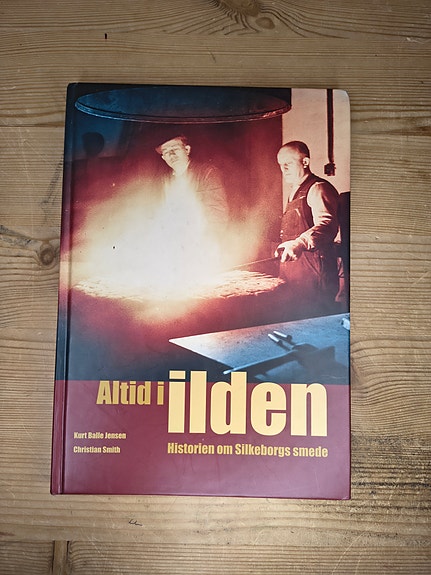 Altid i ilden
Historien om Silkeborgs smede
Kurt Balle Jensen
Christian Smith